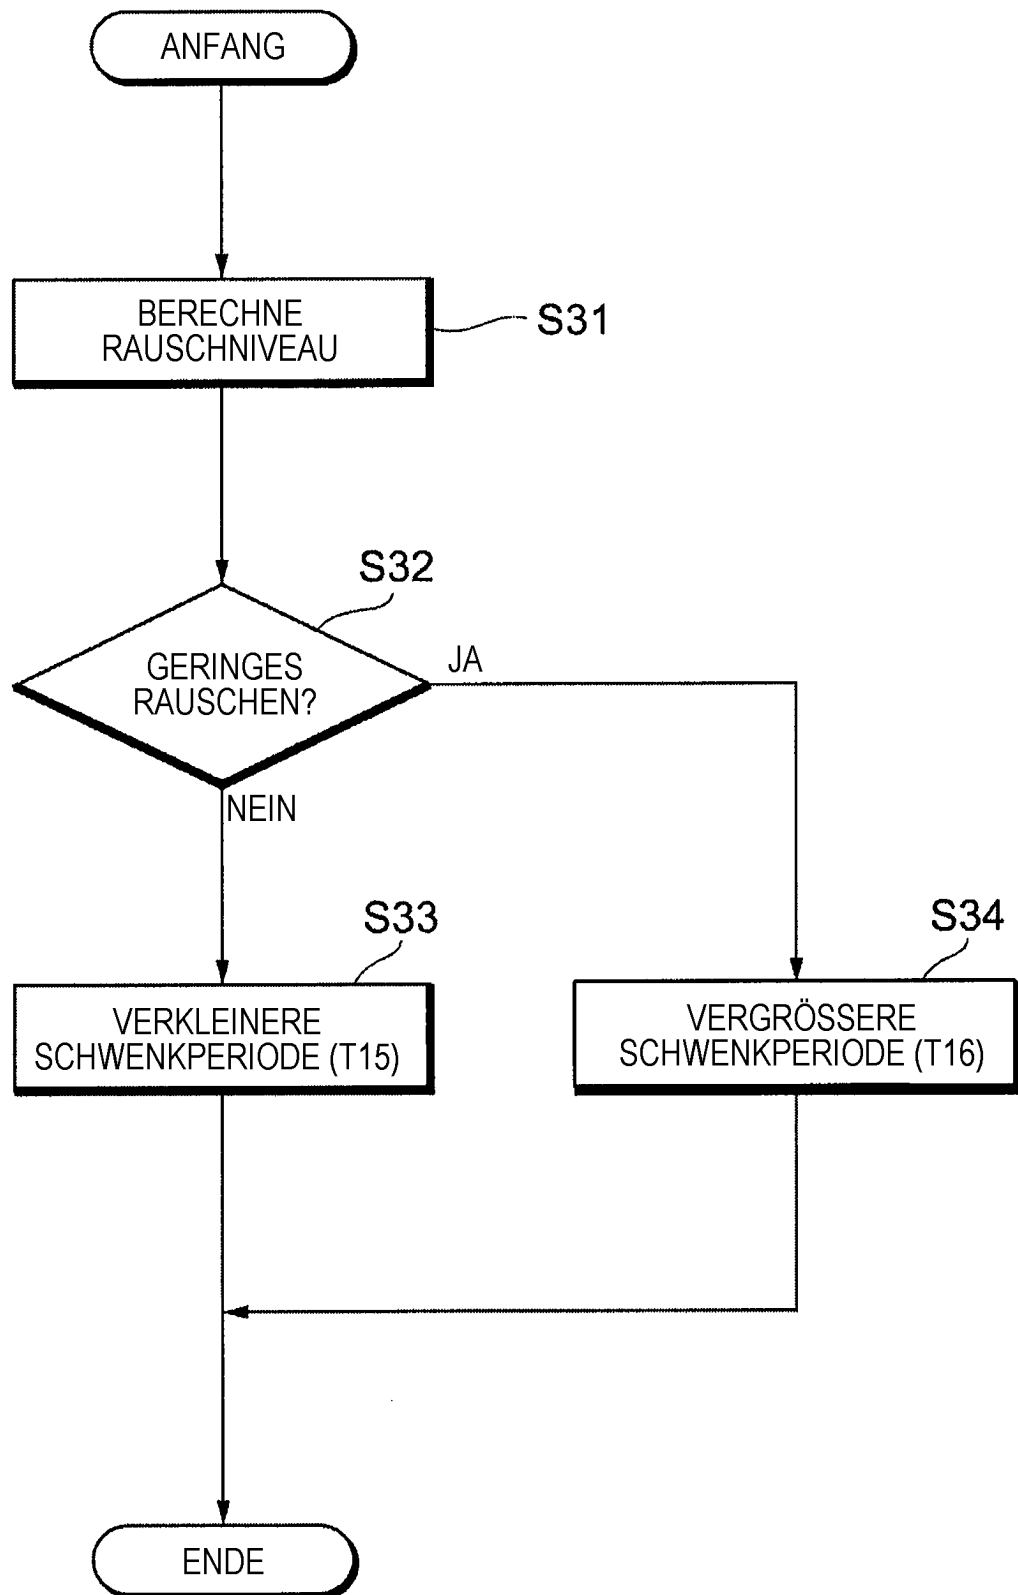 ANFANG
BERECHNE
RAUSCHNIVEAU
S31
S32
GERINGES
RAUSCHEN?
JA
NEIN
S33
VERKLEINERE
SCHWENKPERIODE (T15)
S34
VERGRÖSSERE
SCHWENKPERIODE (T16)
ENDE